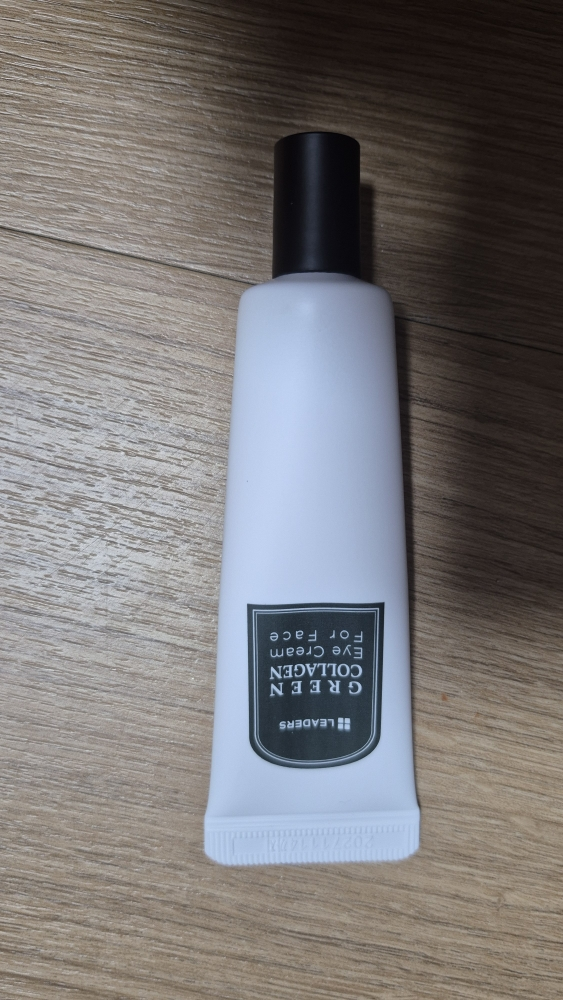 LEADERS
GREEN
COLLAGEN
Eye Cream
For Face